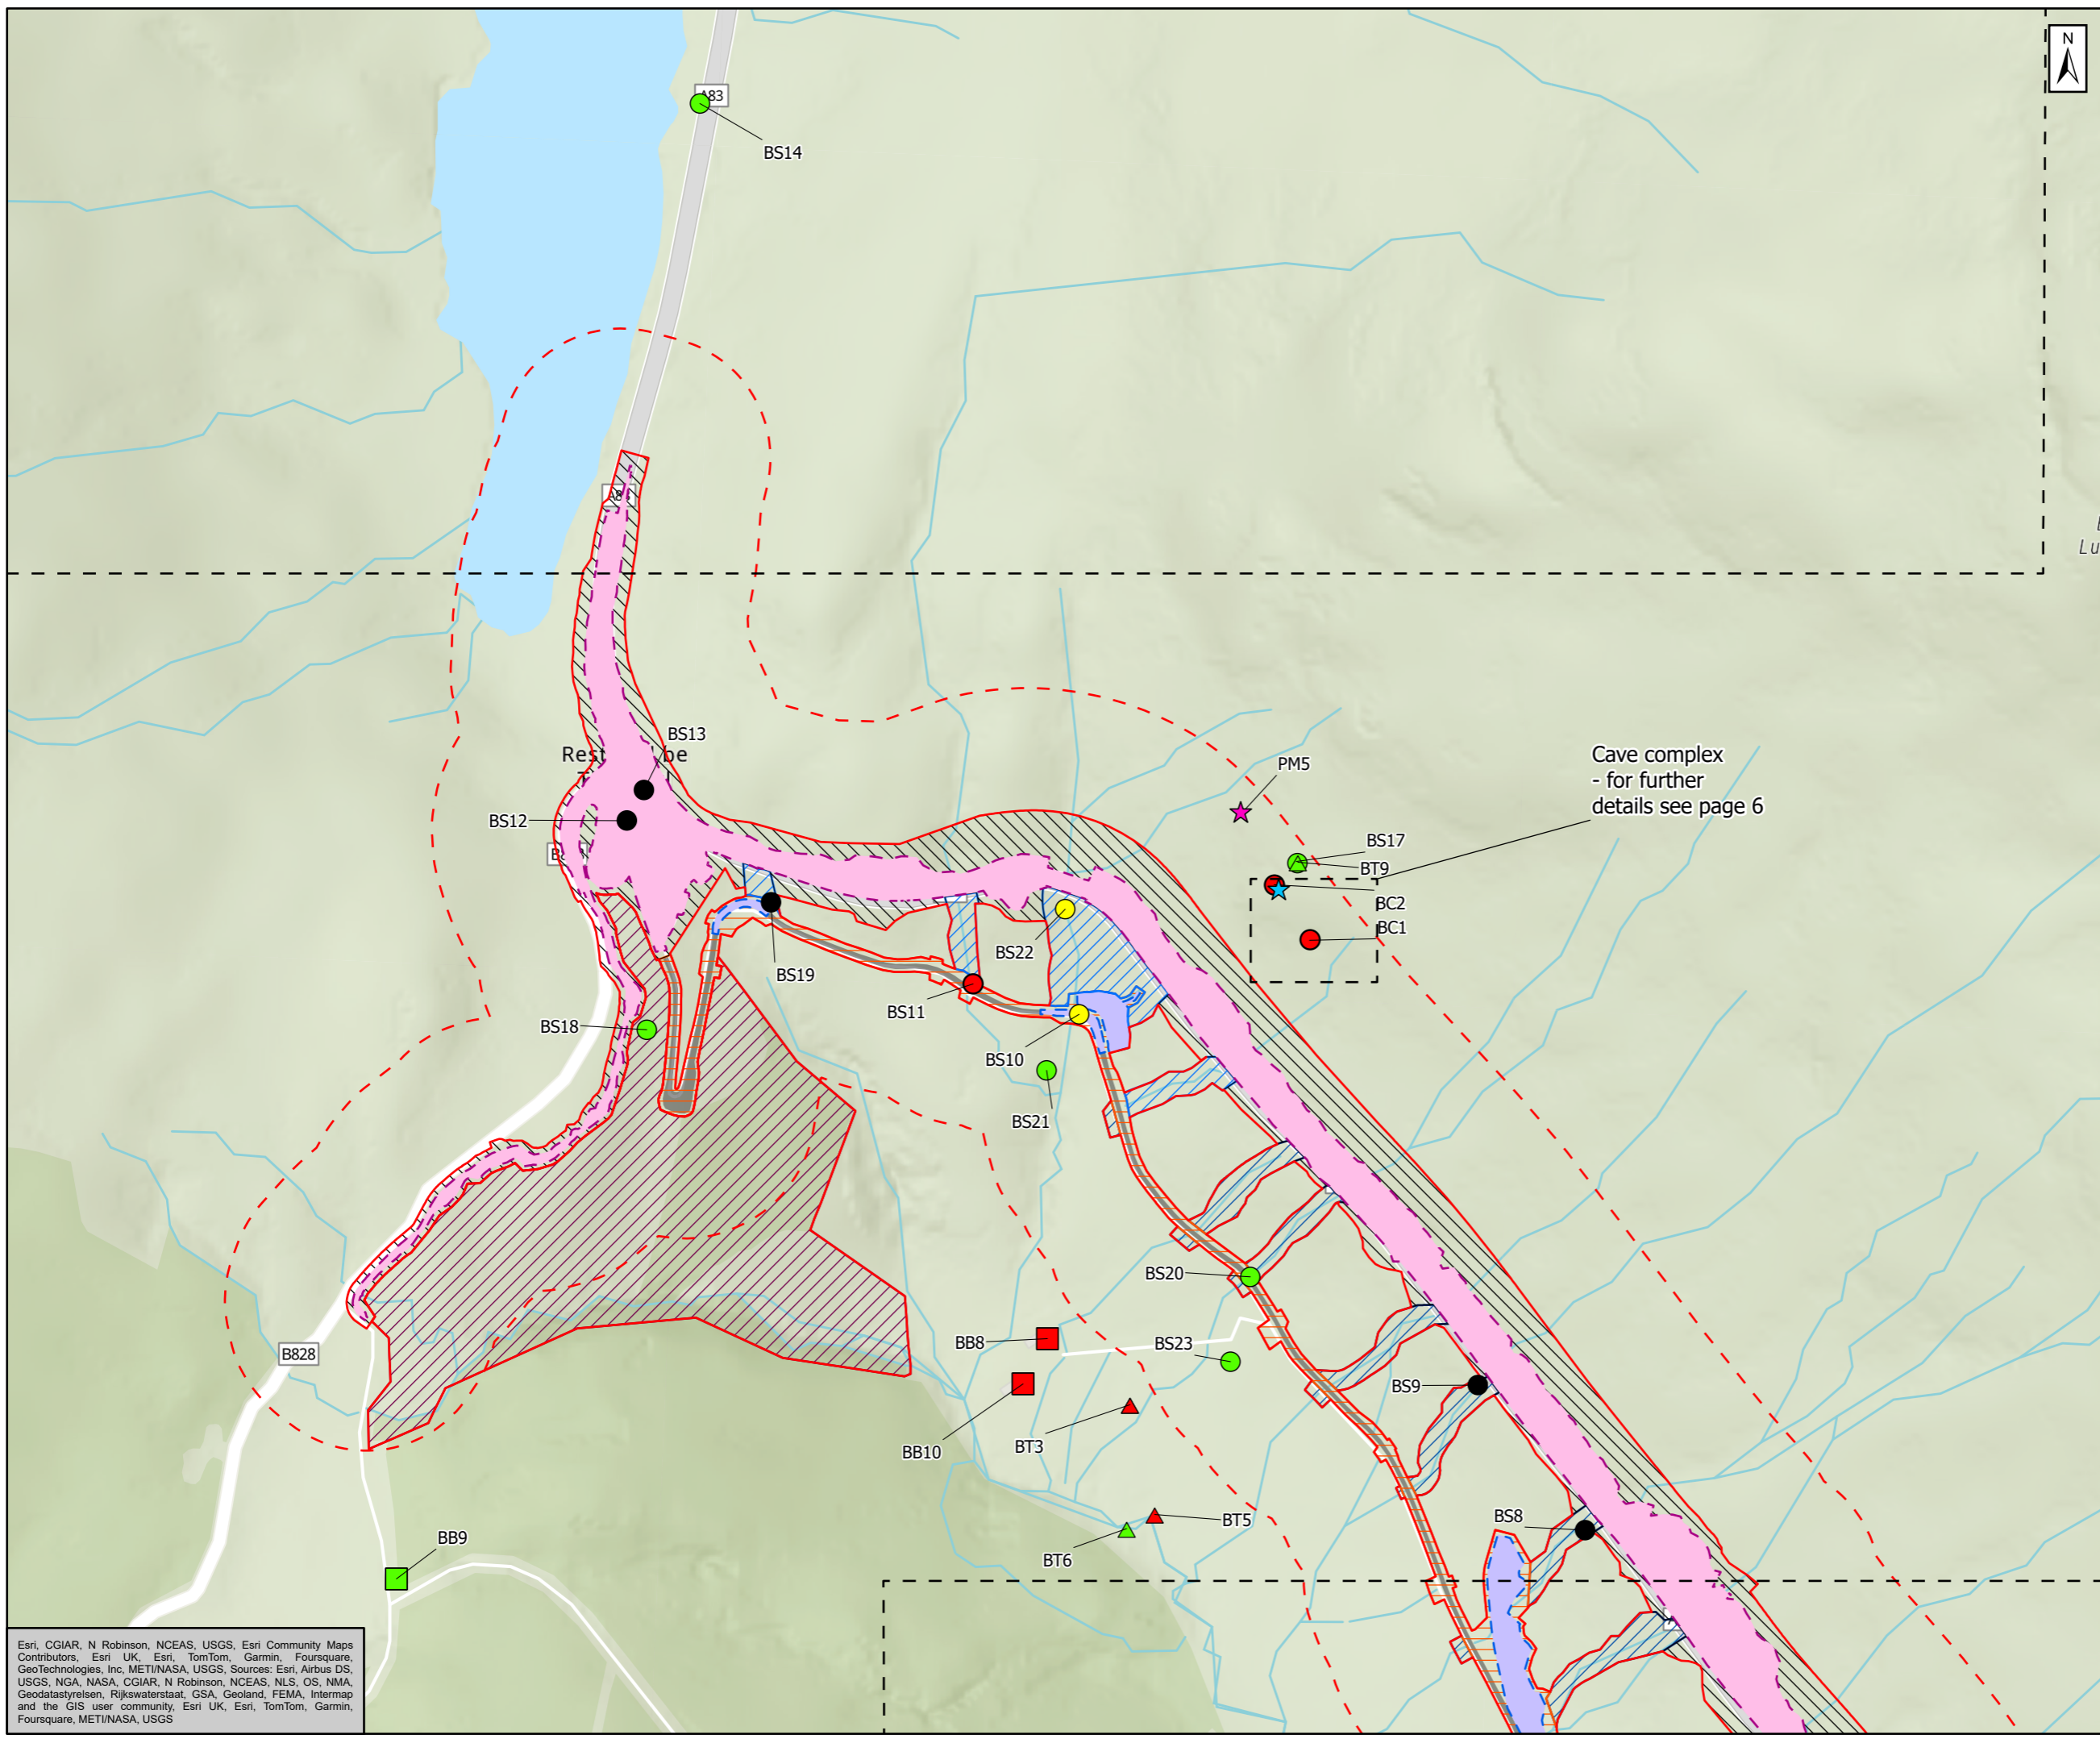 N
A83
BS14
Lu
BS13
Rest be
BS12
PM5
Cave complex
- for further
details see page 6
BS17
BT9
BC2
BC1
BS22
BS19
BS11
BS18
BS10
BS21
BS20
BB8
BS23
BS9
B828
BB10
BT3
BS8
BT5
BT6
BB9
Esri, CGIAR, N Robinson, NCEAS, USGS, Esri Community Maps
Contributors, Esri UK, Esri, TomTom, Garmin, Foursquare,
GeoTechnologies, Inc, METI/NASA, USGS, Sources: Esri, Airbus DS,
USGS, NGA, NASA, CGIAR, N Robinson, NCEAS, NLS, OS, NMA,
Geodatastyrelsen, Rijkswaterstaat, GSA, Geoland, FEMA, Intermap
and the GIS user community, Esri UK, Esri, TomTom, Garmin,
Foursquare, METI/NASA, USGS